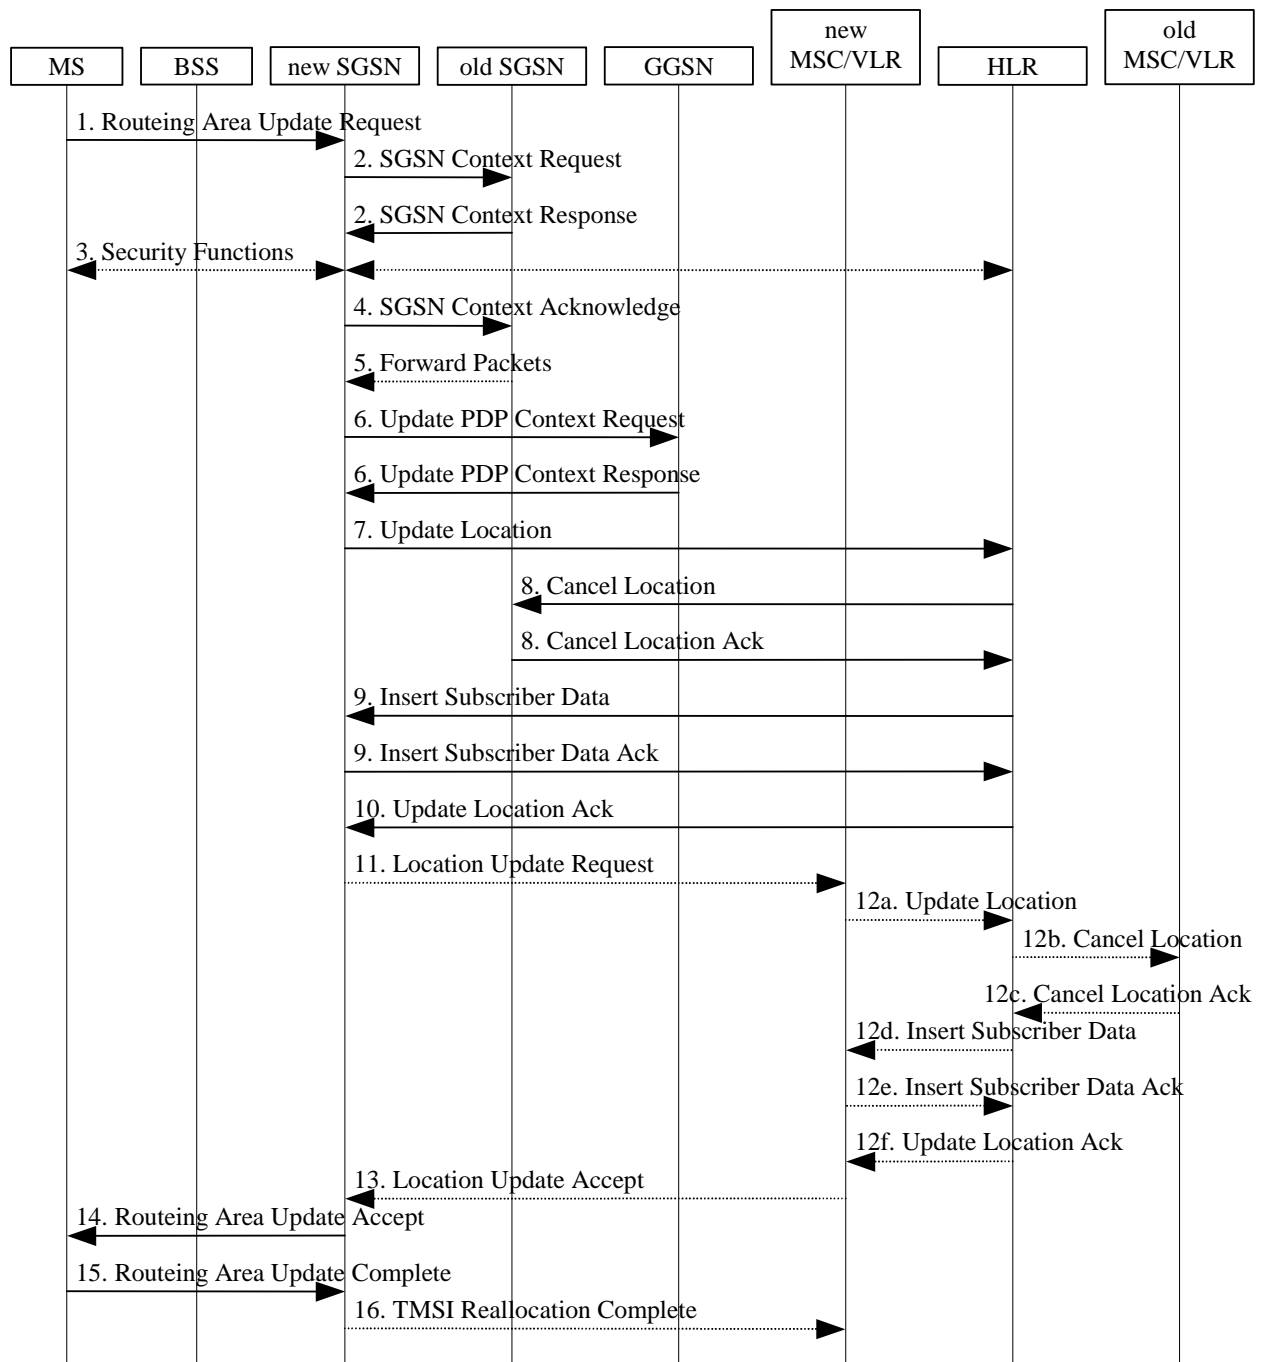 new
MSC/VLR
old
MSC/VLR
MS
BSS
new SGSN
old SGSN
GGSN
HLR
1. Routeing Area Update Request
2. SGSN Context Request
2. SGSN Context Response
3. Security Functions
4. SGSN Context Acknowledge
5. Forward Packets
6. Update PDP Context Request
6. Update PDP Context Response
7. Update Location
8. Cancel Location
8. Cancel Location Ack
9. Insert Subscriber Data
9. Insert Subscriber Data Ack
10. Update Location Ack
11. Location Update Request
12a. Update Location
12b. Cancel Location
12c. Cancel Location Ack
12d. Insert Subscriber Data
12e. Insert Subscriber Data Ack
12f. Update Location Ack
13. Location Update Accept
14. Routeing Area Update Accept
15. Routeing Area Update Complete
16. TMSI Reallocation Complete